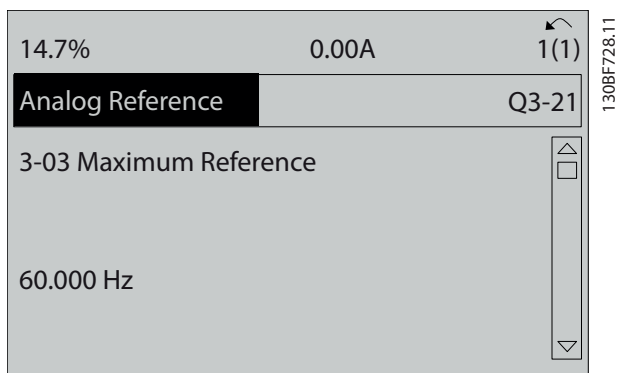 14.7% 0.00A 1(1)
Analog Reference Q3-21
3-03 Maximum Reference
60.000 Hz
130BF728.11